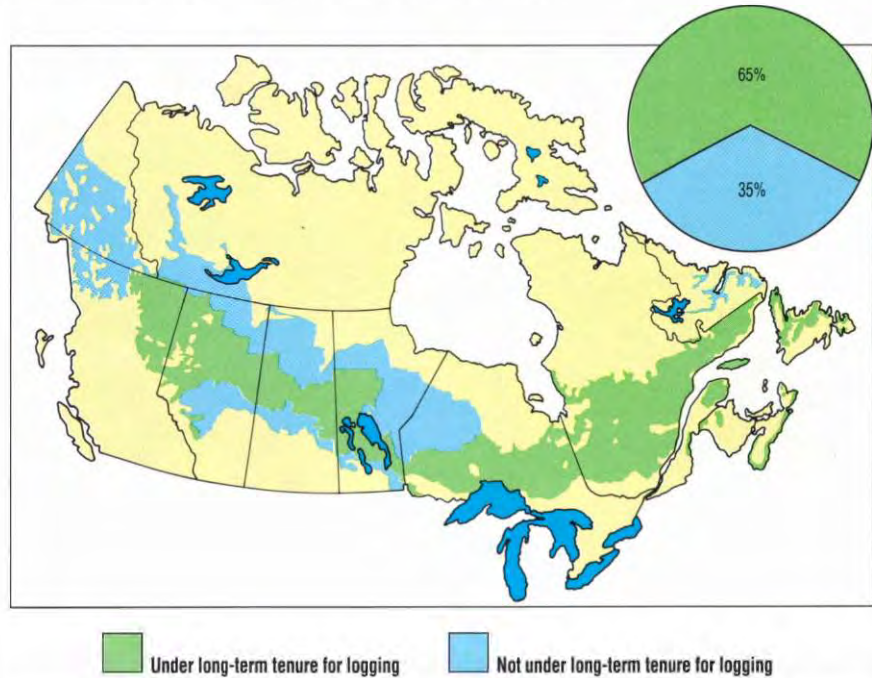 65%
35%
Under long-term tenure for logging
Not under long-term tenure for logging